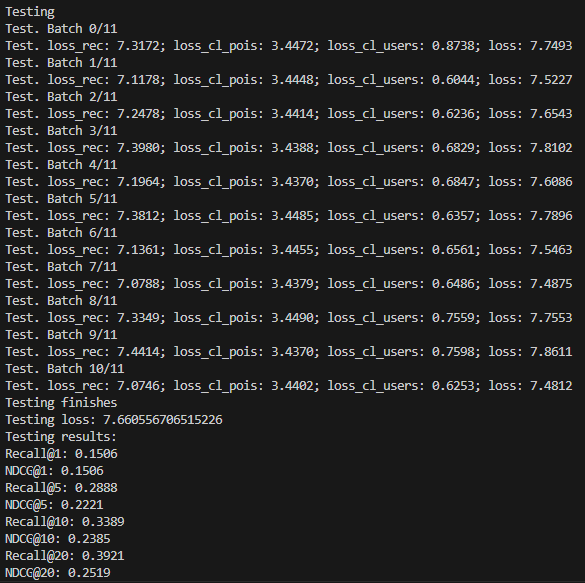 Testing
Test. Batch 0/11
Test. loss_rec: 7.3172; loss_cl_pois: 3.4472; loss_cl_users: 0.8738; loss: 7.7493
Test. Batch 1/11
Test. loss_rec: 7.1178; loss_cl_pois: 3.4448; loss_cl_users: 0.6044; loss: 7.5227
Test. Batch 2/11
Test. loss_rec: 7.2478; loss_cl_pois: 3.4414; loss_cl_users: 0.6236; loss: 7.6543
Test. Batch 3/11
Test. loss_rec: 7.3980; loss_cl_pois: 3.4388; loss_cl_users: 0.6829; loss: 7.8102
Test. Batch 4/11
Test. loss_rec: 7.1964; loss_cl_pois: 3.4370; loss_cl_users: 0.6847; loss: 7.6086
Test. Batch 5/11
Test. loss_rec: 7.3812; loss_cl_pois: 3.4485; loss_cl_users: 0.6357; loss: 7.7896
Test. Batch 6/11
Test. loss_rec: 7.1361; loss_cl_pois: 3.4455; loss_cl_users: 0.6561; loss: 7.5463
Test. Batch 7/11
Test. loss_rec: 7.0788; loss_cl_pois: 3.4379; loss_cl_users: 0.6486; loss: 7.4875
Test. Batch 8/11
Test. loss_rec: 7.3349; loss_cl_pois: 3.4490; loss_cl_users: 0.7559; loss: 7.7553
Test. Batch 9/11
Test. loss_rec: 7.4414; loss_cl_pois: 3.4370; loss_cl_users: 0.7598; loss: 7.8611
Test. Batch 10/11
Test. loss_rec: 7.0746; loss_cl_pois: 3.4402; loss_cl_users: 0.6253; loss: 7.4812
Testing finishes
Testing loss: 7.660556706515226
Testing results:
Recall@1: 0.1506
NDCG@1: 0.1506
Recall@5: 0.2888
NDCG@5: 0.2221
Recall@10: 0.3389
NDCG@10: 0.2385
Recall@20: 0.3921
NDCG@20: 0.2519